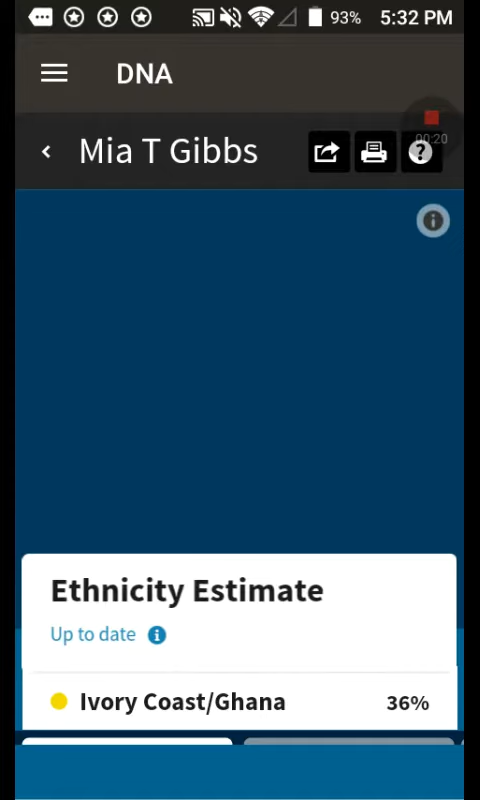 93% 5:32 PM
DNA
00:20
Mia T Gibbs
Ethnicity Estimate
Up to date
Ivory Coast/Ghana 36%